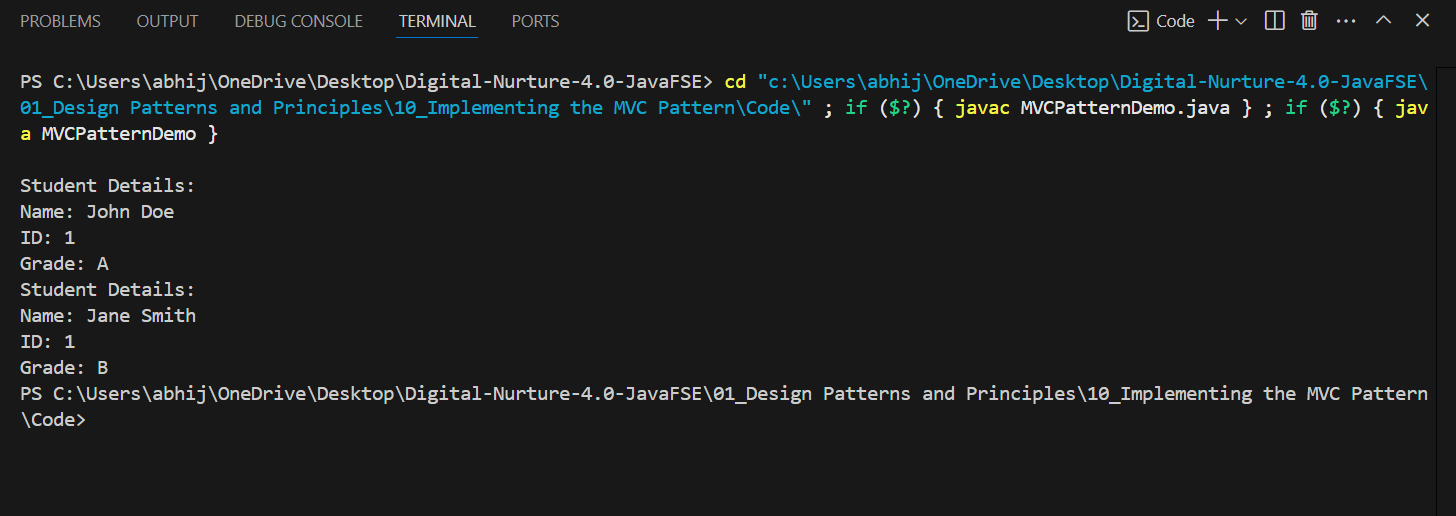 PROBLEMS OUTPUT DEBUG CONSOLE TERMINAL PORTS Code
PS C:\Users\abhij\OneDrive\Desktop\Digital-Nurture-4.0-JavaFSE> cd "c:\Users\abhij\OneDrive\Desktop\Digital-Nurture-4.0-JavaFSE\
01_Design Patterns and Principles\10_Implementing the MVC Pattern\Code\" ; if ($?) { javac MVCPatternDemo.java } ; if ($?) { jav
a MVCPatternDemo }
Student Details:
Name: John Doe
ID: 1
Grade: A
Student Details:
Name: Jane Smith
ID: 1
Grade: B
PS C:\Users\abhij\OneDrive\Desktop\Digital-Nurture-4.0-JavaFSE\01_Design Patterns and Principles\10_Implementing the MVC Pattern
\Code>